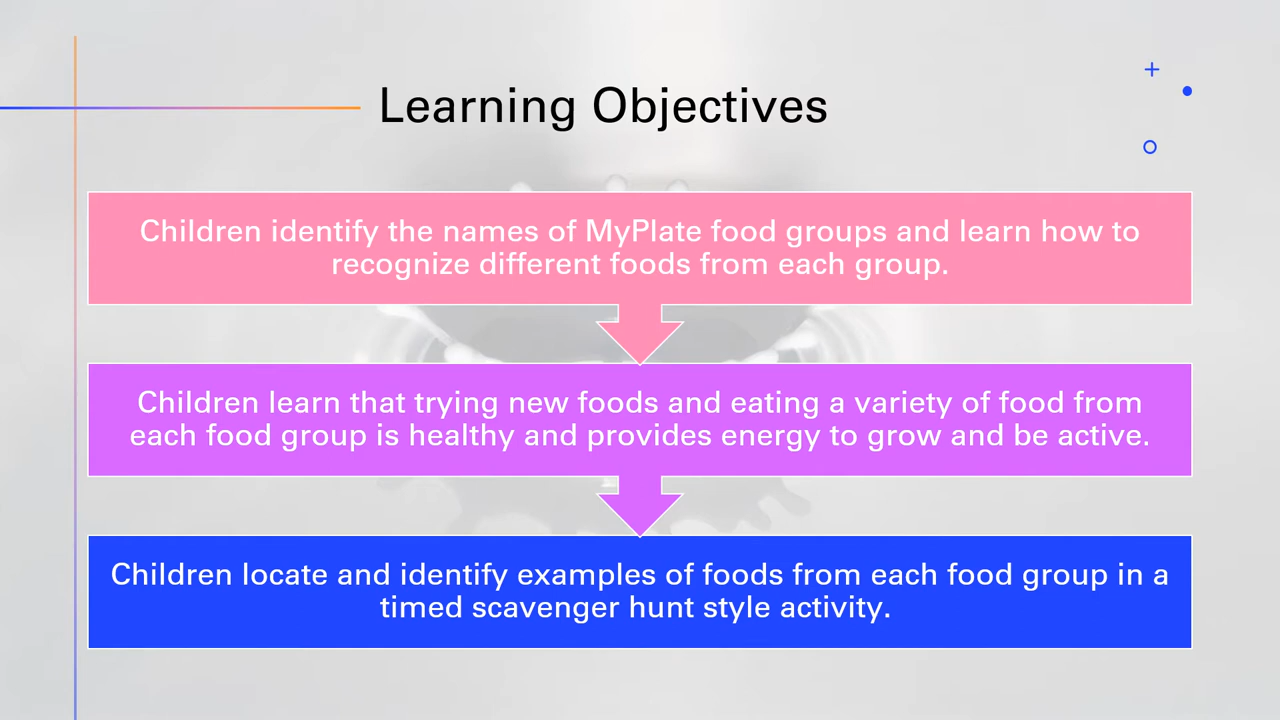 Learning Objectives
Children identify the names of MyPlate food groups and learn how to
recognize different foods from each group.
Children learn that trying new foods and eating a variety of food from
each food group is healthy and provides energy to grow and be active.
Children locate and identify examples of foods from each food group in a
timed scavenger hunt style activity.